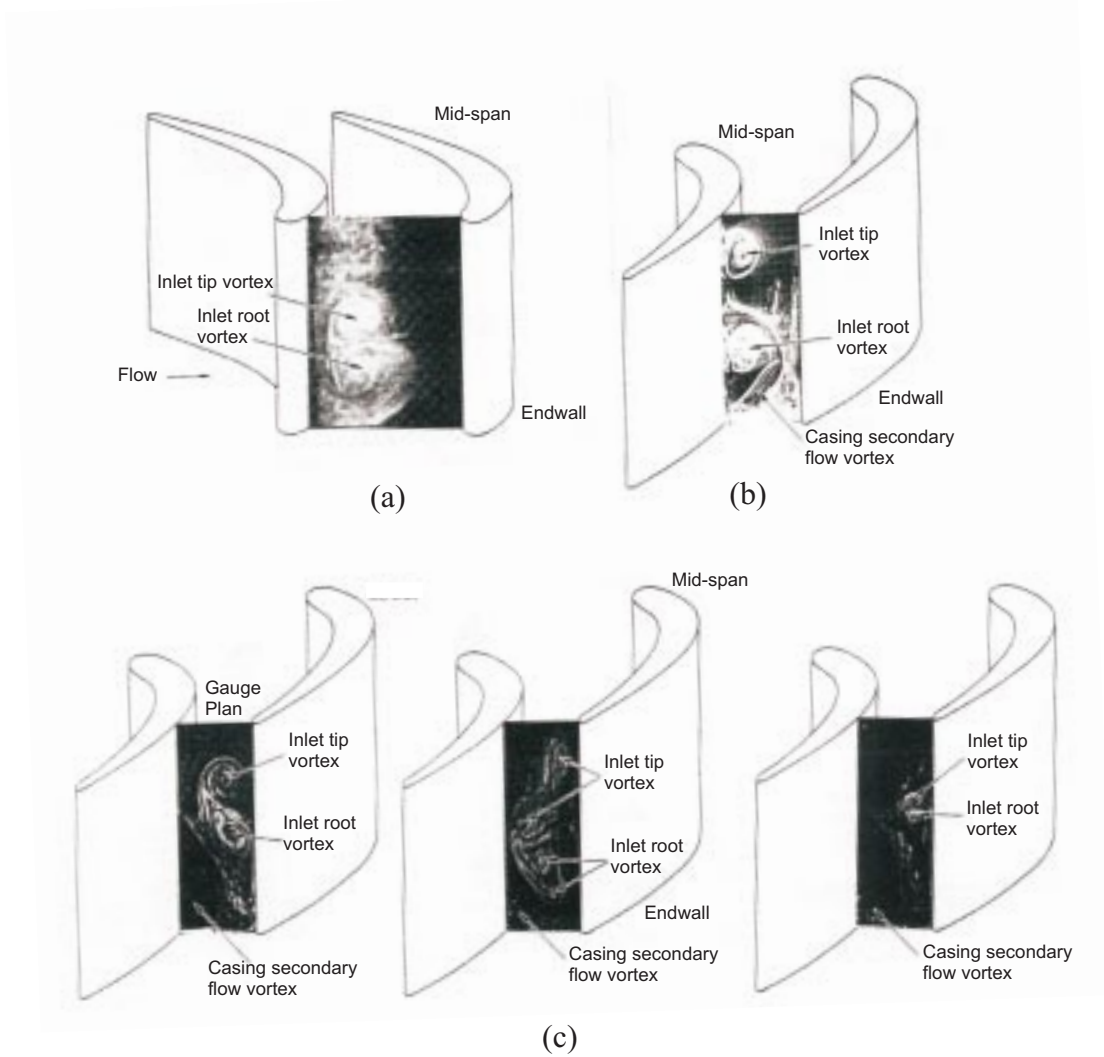 Mid-span
Inlet tip vortex
Inlet root
vortex
Flow
Endwall
(a)
Mid-span
Inlet tip
vortex
Inlet root
vortex
Endwall
Casing secondary
flow vortex
(b)
Gauge
Plan
Inlet tip
vortex
Inlet root
vortex
Casing secondary
flow vortex
Mid-span
Inlet tip
vortex
Inlet root
vortex
Endwall
Casing secondary
flow vortex
Inlet tip
vortex
Inlet root
vortex
Casing secondary
flow vortex
(c)